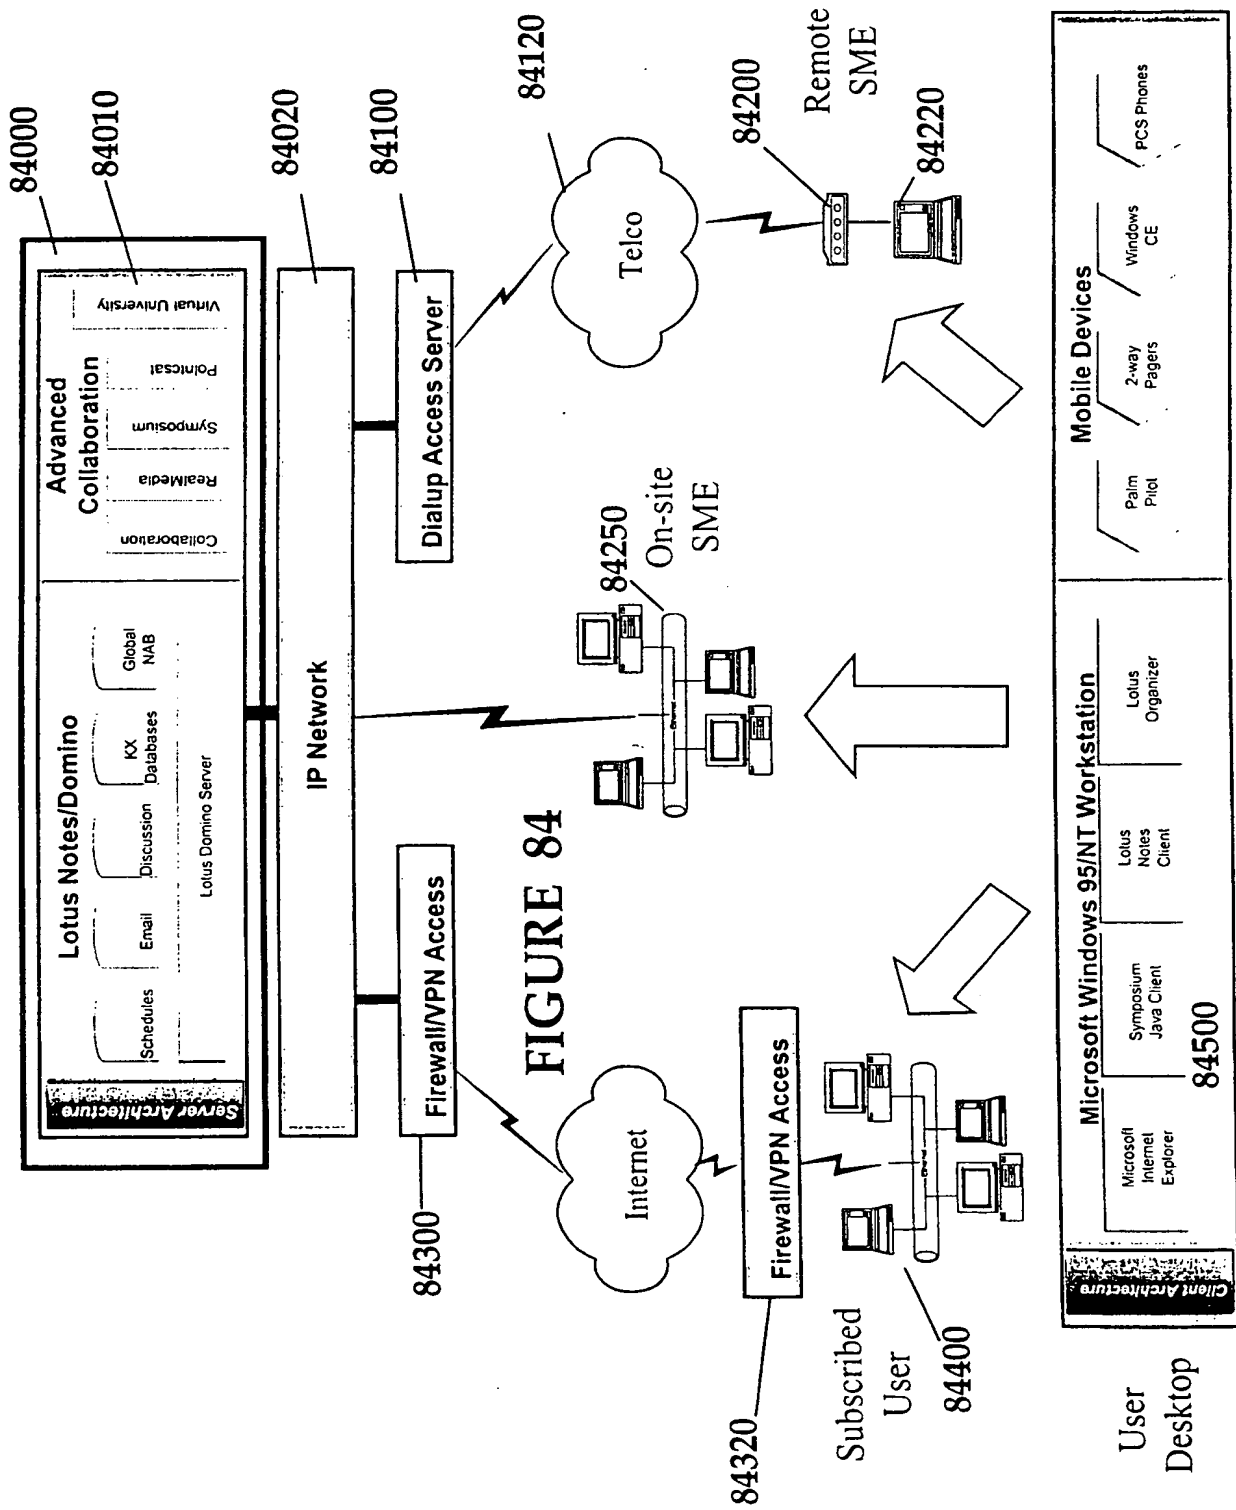 84000
84010
84020
84100
84120
Server Architecture
Lotus Notes/Domino
Schedules
Email
Discussion
KX
Databases
Global
NAB
Lotus Domino Server
Advanced
Collaboration
Collaboration
RealMedia
Symposium
Pointcsat
Virtual University
IP Network
Firewall/VPN Access
Dialup Access Server
84300
FIGURE 84
Internet
Telco
84250
On-site
SME
84200
Remote
SME
84220
84320
Firewall/VPN Access
Subscribed
User
84400
User
Desktop
Client Architecture
Microsoft Windows 95/NT Workstation
Microsoft
Internet
Explorer
Symposium
Java Client
Lotus
Notes
Client
Lotus
Organizer
84500
Mobile Devices
Palm
Pilot
2-way
Pagers
Windows
CE
PCS Phones